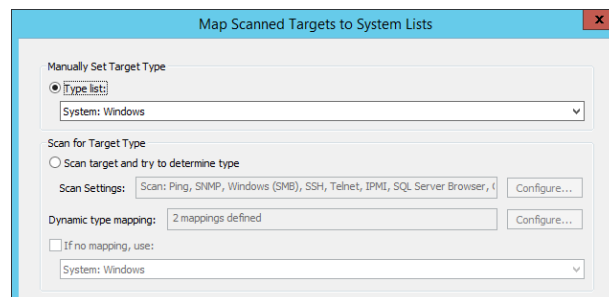 Map Scanned Targets to System Lists
x
Manually Set Target Type
Type list:
System: Windows
Scan for Target Type
Scan target and try to determine type
Scan Settings: Scan: Ping, SNMP, Windows (SMB), SSH, Telnet, IPMI, SQL Server Browser, Configure...
Dynamic type mapping: 2 mappings defined Configure...
If no mapping, use:
System: Windows